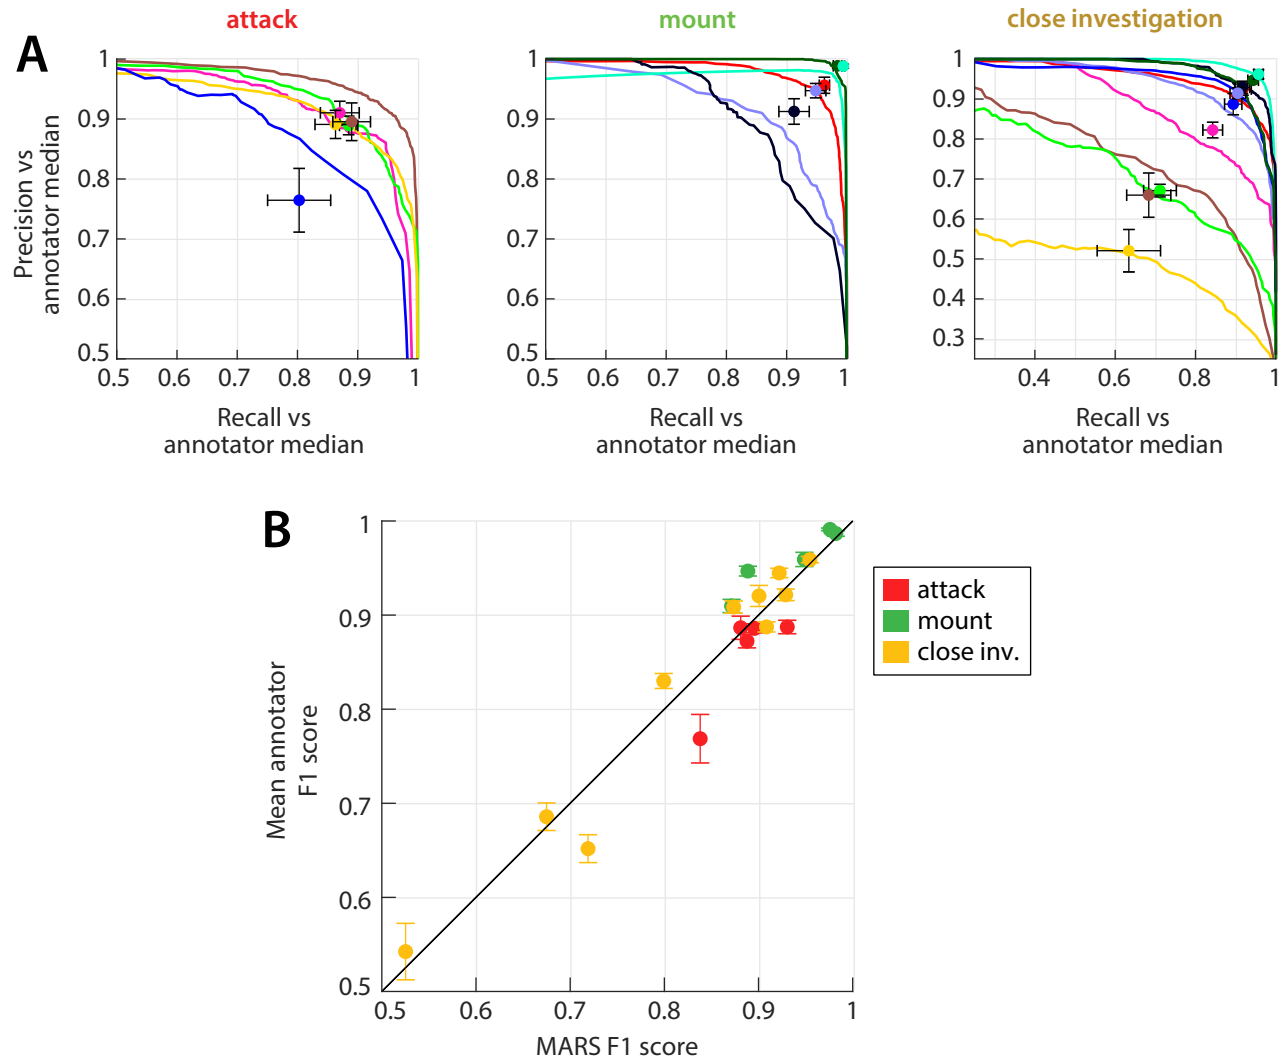 A
attack
mount
close investigation
Precision vs
annotator median
1
0.9
0.8
0.7
0.6
0.5
0.5 0.6 0.7 0.8 0.9 1
Recall vs
annotator median
1
0.9
0.8
0.7
0.6
0.5
0.5 0.6 0.7 0.8 0.9 1
Recall vs
annotator median
1
0.9
0.8
0.7
0.6
0.5
0.4
0.3
0.4 0.6 0.8 1
Recall vs
annotator median
B
Mean annotator
F1 score
1
0.9
0.8
0.7
0.6
0.5
0.5 0.6 0.7 0.8 0.9 1
MARS F1 score
attack
mount
close inv.